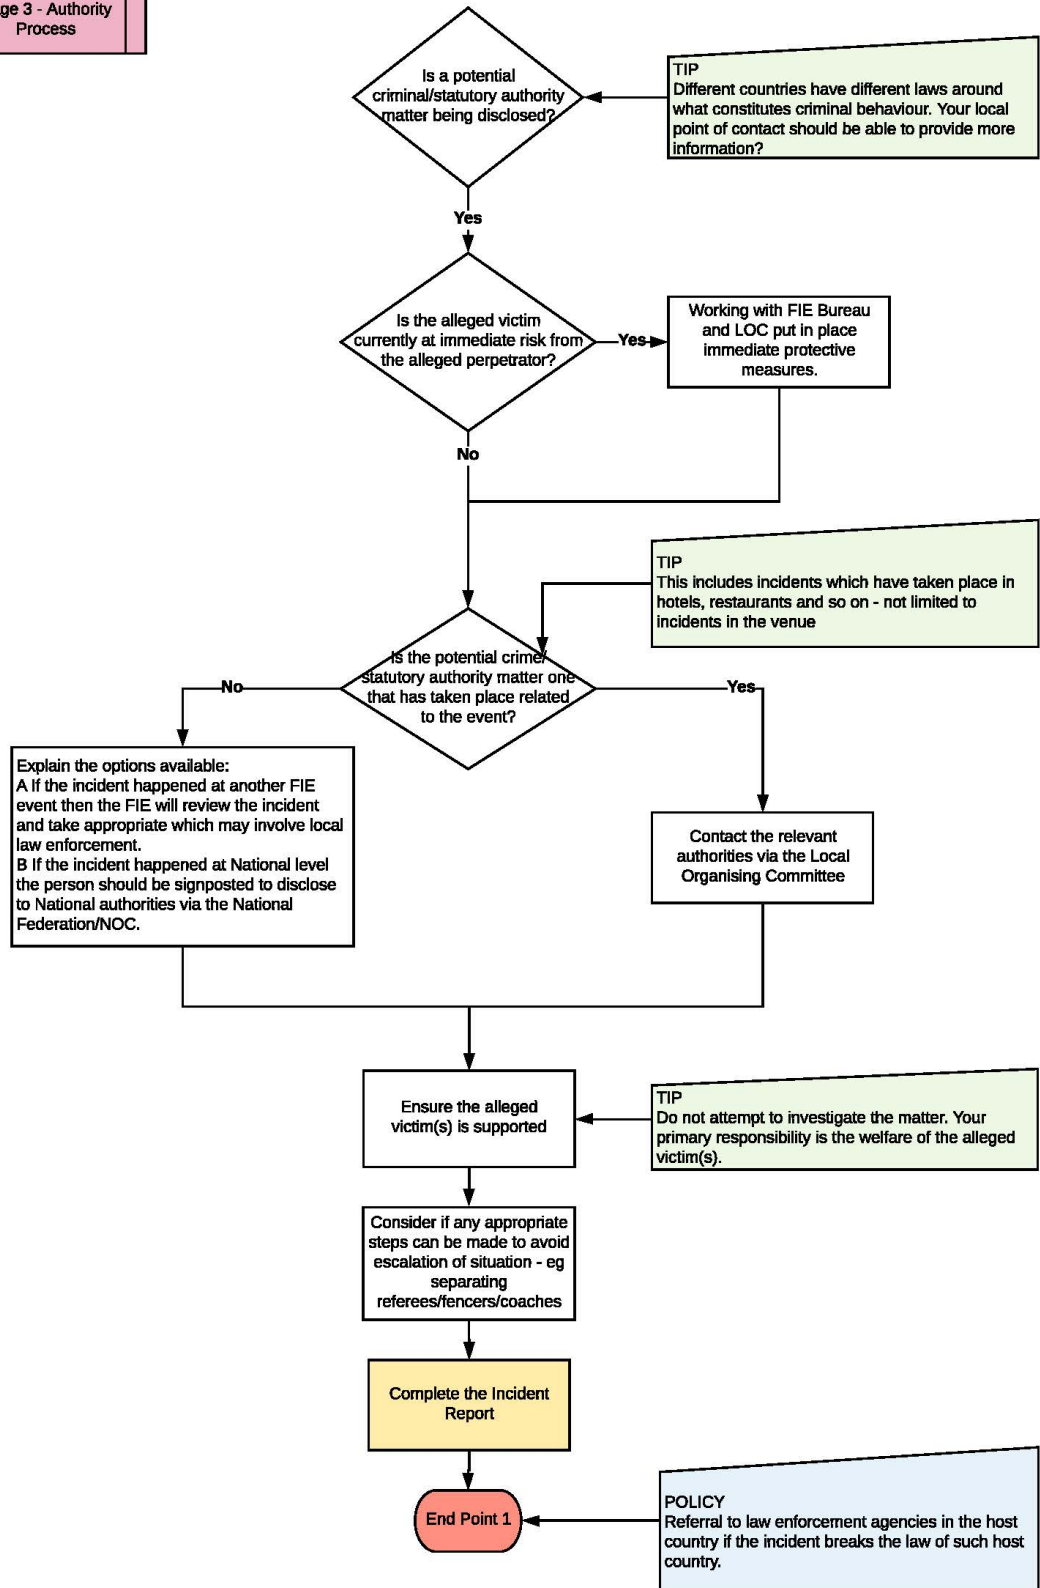 ge 3 - Authority
Process
Is a potential
criminal/statutory authority
matter being disclosed?
TIP
Different countries have different laws around
what constitutes criminal behaviour. Your local
point of contact should be able to provide more
information?
Yes
Is the alleged victim
currently at immediate risk from
the alleged perpetrator?
Yes
Working with FIE Bureau
and LOC put in place
immediate protective
measures.
No
TIP
This includes incidents which have taken place in
hotels, restaurants and so on - not limited to
incidents in the venue
Is the potential crime/
statutory authority matter one
that has taken place related
to the event?
No
Yes
Explain the options available:
A If the incident happened at another FIE
event then the FIE will review the incident
and take appropriate which may involve local
law enforcement.
B If the incident happened at National level
the person should be signposted to disclose
to National authorities via the National
Federation/NOC.
Contact the relevant
authorities via the Local
Organising Committee
Ensure the alleged
victim(s) is supported
TIP
Do not attempt to investigate the matter. Your
primary responsibility is the welfare of the alleged
victim(s).
Consider if any appropriate
steps can be made to avoid
escalation of situation - eg
separating
referees/fencers/coaches
Complete the Incident
Report
End Point 1
POLICY
Referral to law enforcement agencies in the host
country if the incident breaks the law of such host
country.